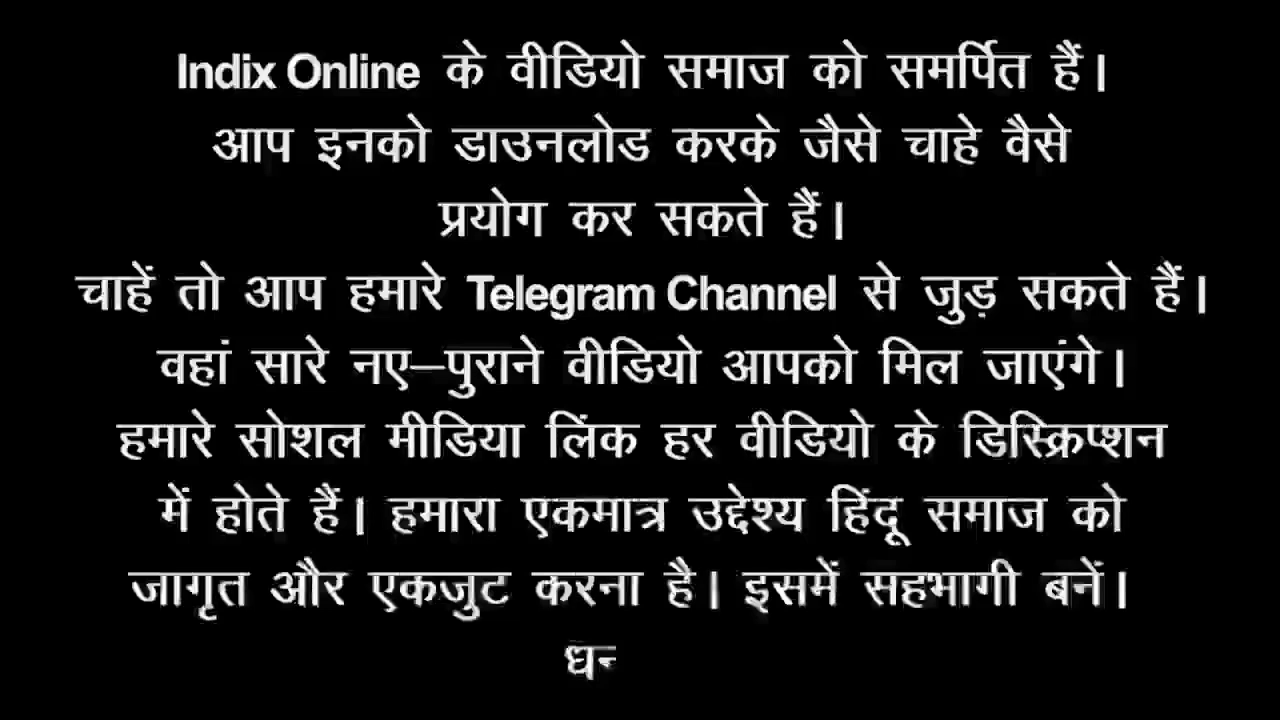 Indix Online के वीडियो समाज को समर्पित हैं।
आप इनको डाउनलोड करके जैसे चाहे वैसे
प्रयोग कर सकते हैं।
चाहें तो आप हमारे Telegram Channel से जुड़ सकते हैं।
वहां सारे नए–पुराने वीडियो आपको मिल जाएंगे।
हमारे सोशल मीडिया लिंक हर वीडियो के डिस्क्रिप्शन
में होते हैं। हमारा एकमात्र उद्देश्य हिंदू समाज को
जागृत और एकजुट करना है। इसमें सहभागी बनें।